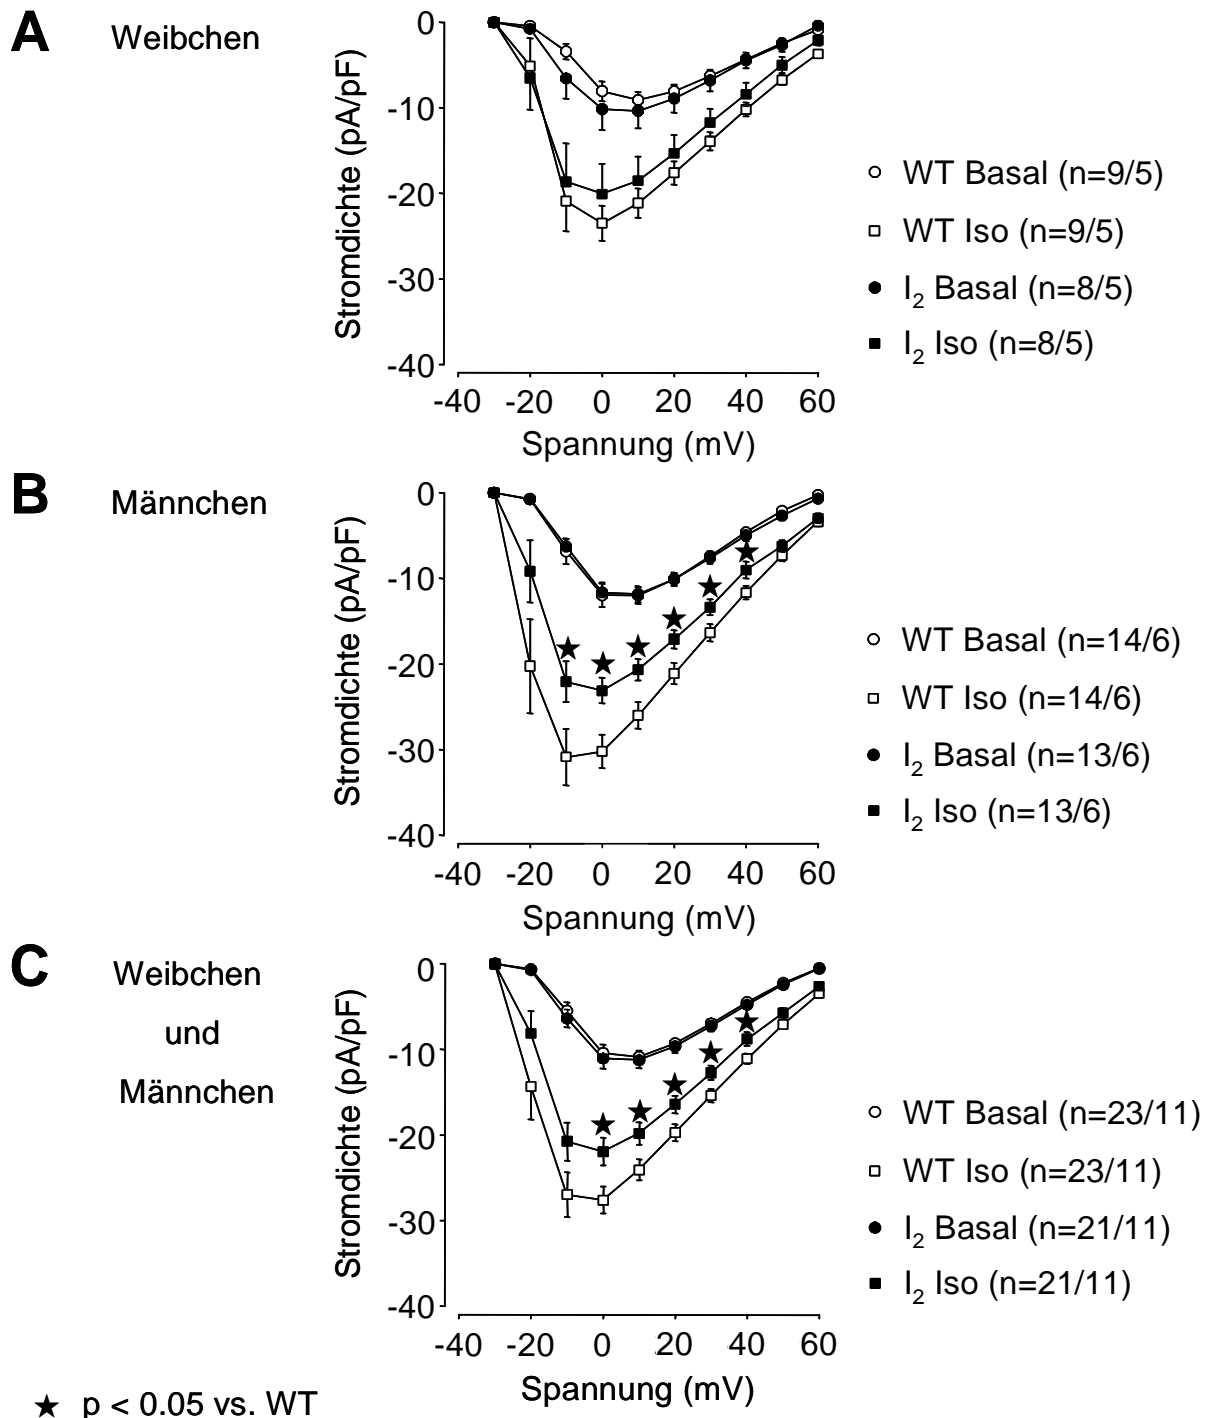 A Weibchen
0
-10
-20
-30
-40
Stromdichte (pA/pF)
-40 -20 0 20 40 60
Spannung (mV)
WT Basal (n=9/5)
WT Iso (n=9/5)
I2 Basal (n=8/5)
I2 Iso (n=8/5)
B Männchen
0
-10
-20
-30
-40
Stromdichte (pA/pF)
-40 -20 0 20 40 60
Spannung (mV)
WT Basal (n=14/6)
WT Iso (n=14/6)
I2 Basal (n=13/6)
I2 Iso (n=13/6)
C Weibchen
und
Männchen
0
-10
-20
-30
-40
Stromdichte (pA/pF)
-40 -20 0 20 40 60
Spannung (mV)
WT Basal (n=23/11)
WT Iso (n=23/11)
I2 Basal (n=21/11)
I2 Iso (n=21/11)
★ p < 0.05 vs. WT